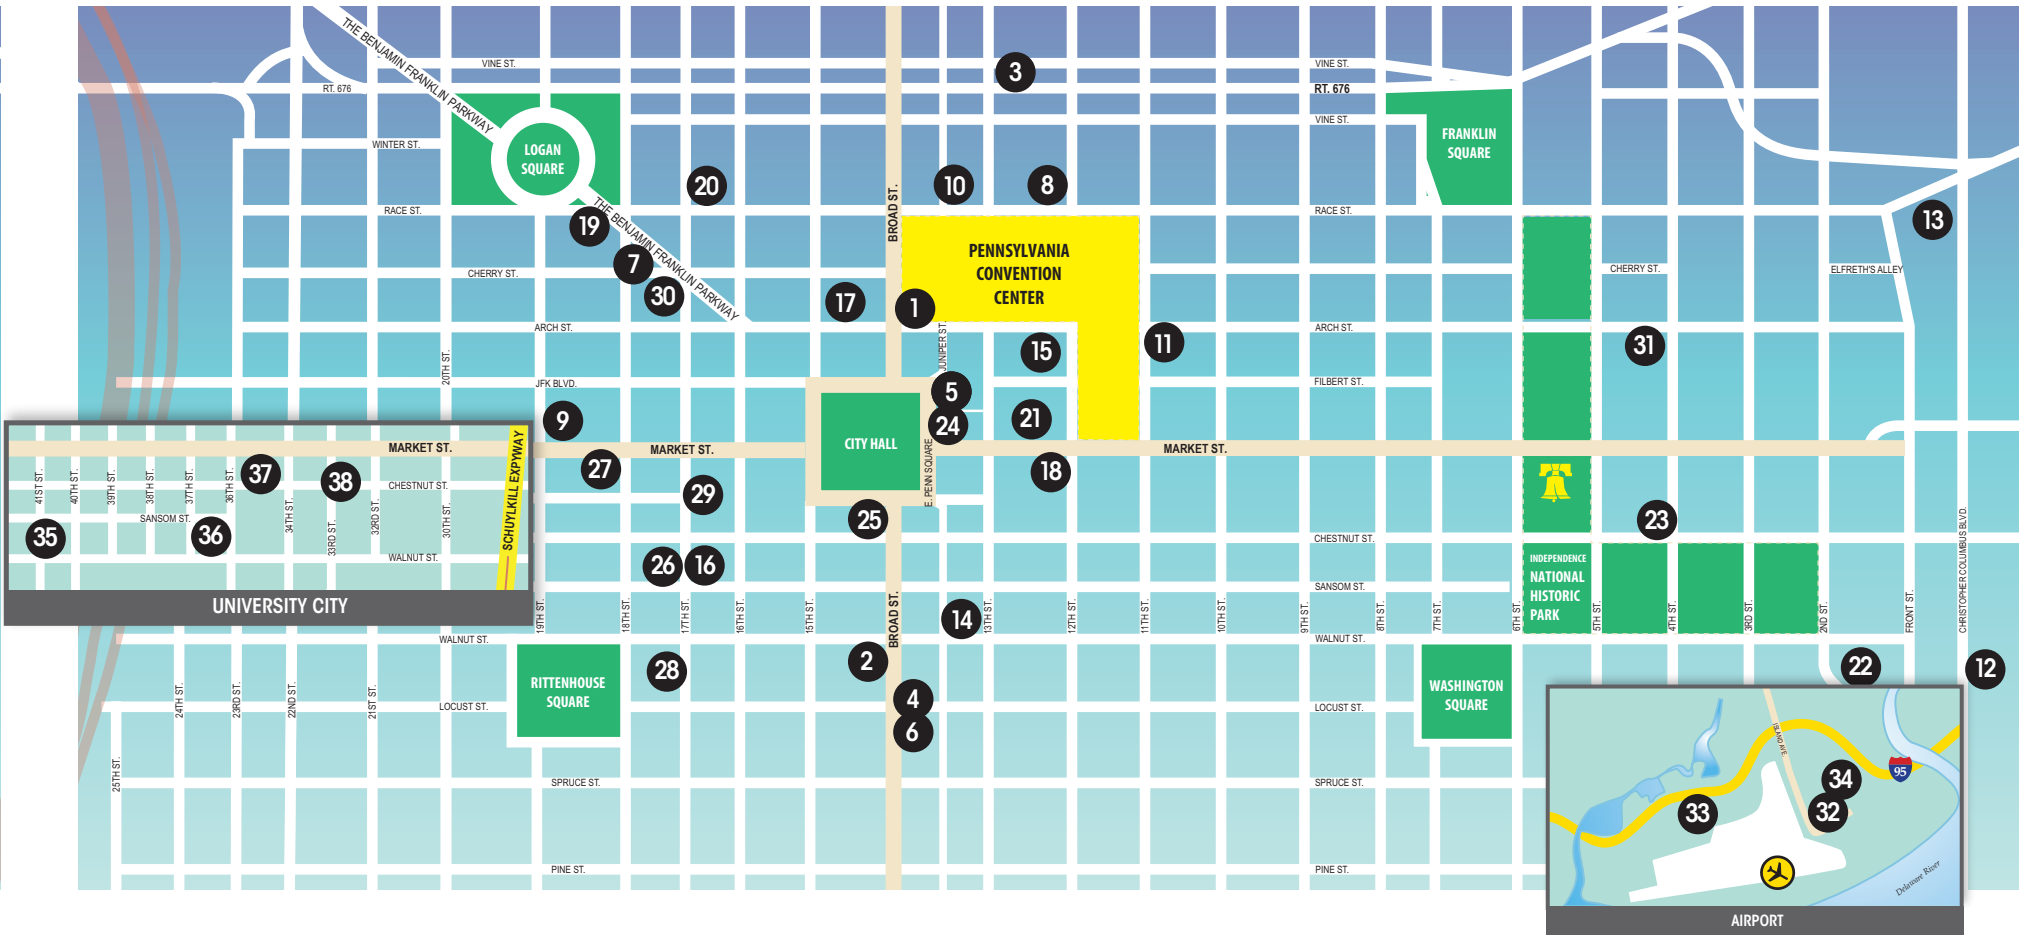 THE BENJAMIN FRANKLIN PARKWAY
VINE ST.
VINE ST.
3
RT. 676
RT. 676
VINE ST.
WINTER ST.
LOGAN
SQUARE
FRANKLIN
SQUARE
20
10
8
RACE ST.
RACE ST.
BROAD ST.
19
THE BENJAMIN FRANKLIN PARKWAY
13
7
CHERRY ST.
PENNSYLVANIA
CONVENTION
CENTER
CHERRY ST.
ELFRETH'S ALLEY
30
17
1
ARCH ST.
ARCH ST.
JUNIPER ST.
15
11
31
20TH ST.
JFK BLVD.
FILBERT ST.
5
9
24
21
CITY HALL
MARKET ST.
MARKET ST.
MARKET ST.
E. PENN SQUARE
27
18
29
25
23
CHESTNUT ST.
26
16
SANSOM ST.
INDEPENDENCE
NATIONAL
HISTORIC
PARK
19TH ST.
18TH ST.
17TH ST.
16TH ST.
15TH ST.
BROAD ST.
14
13TH ST.
12TH ST.
11TH ST.
10TH ST.
9TH ST.
8TH ST.
7TH ST.
6TH ST.
5TH ST.
4TH ST.
3RD ST.
2ND ST.
FRONT ST.
CHRISTOPHER COLUMBUS BLVD.
WALNUT ST.
WALNUT ST.
2
28
22
12
RITTENHOUSE
SQUARE
WASHINGTON
SQUARE
4
6
25TH ST.
24TH ST.
23RD ST.
22ND ST.
21ST ST.
LOCUST ST.
LOCUST ST.
SPRUCE ST.
SPRUCE ST.
PINE ST.
PINE ST.
MARKET ST.
SCHUYLKILL EXPYWAY
37
38
CHESTNUT ST.
41ST ST.
40TH ST.
39TH ST.
38TH ST.
37TH ST.
36TH ST.
34TH ST.
33RD ST.
32RD ST.
30TH ST.
SANSOM ST.
35
36
WALNUT ST.
UNIVERSITY CITY
ISLAND AVE.
95
34
33
32
Delaware River
AIRPORT